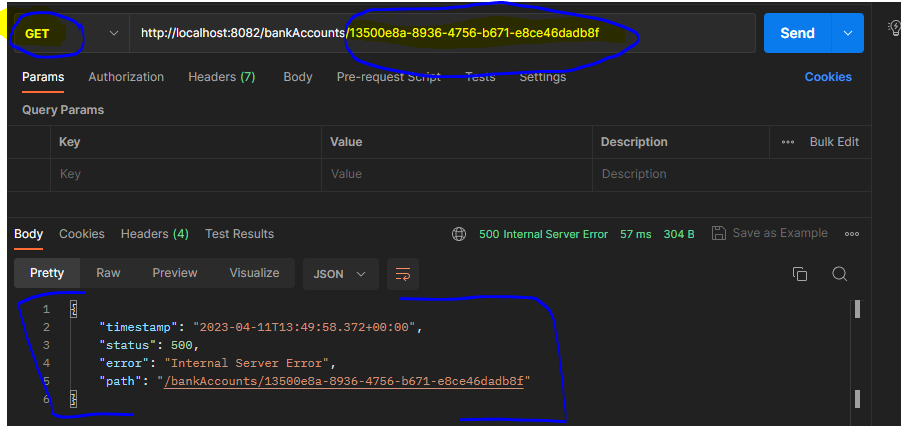 GET http://localhost:8082/bankAccounts/13500e8a-8936-4756-b671-e8ce46dadb8f Send
Params Authorization Headers (7) Body Pre-request Script Tests Settings Cookies
Query Params
Key Value Description ••• Bulk Edit
Key Value Description
Body Cookies Headers (4) Test Results 500 Internal Server Error 57 ms 304 B Save as Example •••
Pretty Raw Preview Visualize JSON
1 {
2 "timestamp": "2023-04-11T13:49:58.372+00:00",
3 "status": 500,
4 "error": "Internal Server Error",
5 "path": "/bankAccounts/13500e8a-8936-4756-b671-e8ce46dadb8f"
6 }